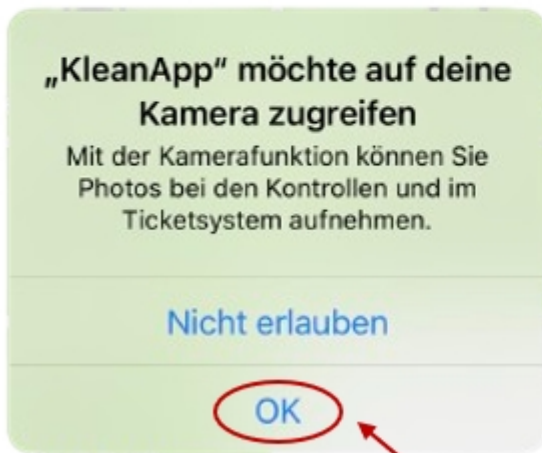 „KleanApp“ möchte auf deine
Kamera zugreifen
Mit der Kamerafunktion können Sie
Photos bei den Kontrollen und im
Ticketsystem aufnehmen.
Nicht erlauben
OK